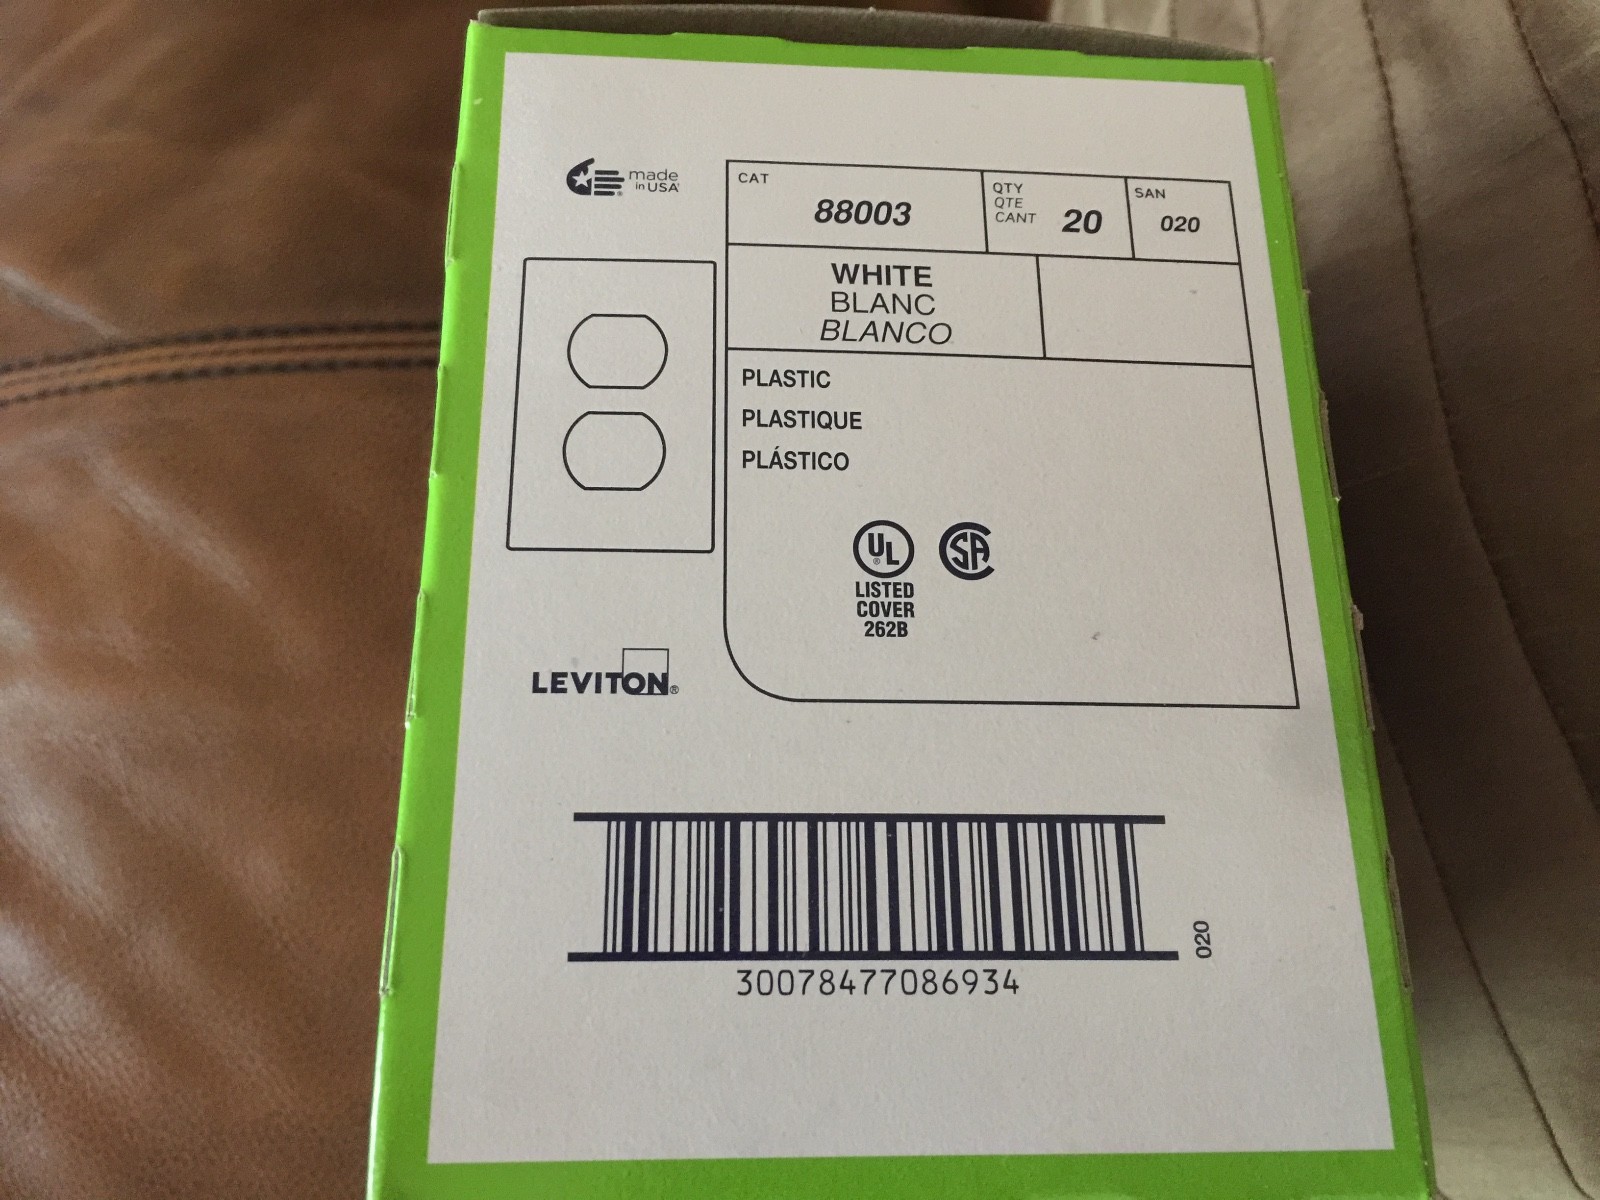 made
in USA
CAT
88003
QTY
QTE
CANT
20
SAN
020
WHITE
BLANC
BLANCO
PLASTIC
PLASTIQUE
PLÁSTICO
UL®
SA
LISTED
COVER
262B
LEVITON®
30078477086934
020